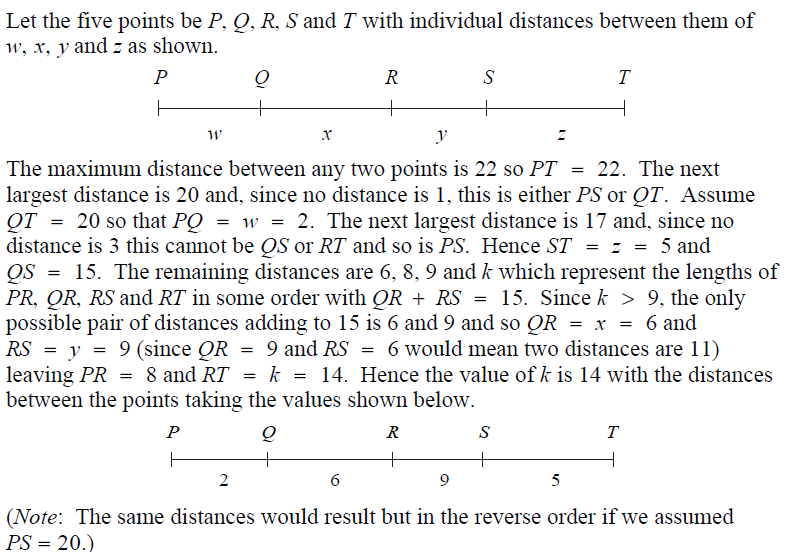 Let the five points be P, Q, R, S and T with individual distances between them of
w, x, y and z as shown.
P Q R S T
w x y z
The maximum distance between any two points is 22 so PT = 22. The next
largest distance is 20 and, since no distance is 1, this is either PS or QT. Assume
QT = 20 so that PQ = w = 2. The next largest distance is 17 and, since no
distance is 3 this cannot be QS or RT and so is PS. Hence ST = z = 5 and
QS = 15. The remaining distances are 6, 8, 9 and k which represent the lengths of
PR, QR, RS and RT in some order with QR + RS = 15. Since k > 9, the only
possible pair of distances adding to 15 is 6 and 9 and so QR = x = 6 and
RS = y = 9 (since QR = 9 and RS = 6 would mean two distances are 11)
leaving PR = 8 and RT = k = 14. Hence the value of k is 14 with the distances
between the points taking the values shown below.
P Q R S T
2 6 9 5
(Note: The same distances would result but in the reverse order if we assumed
PS = 20.)